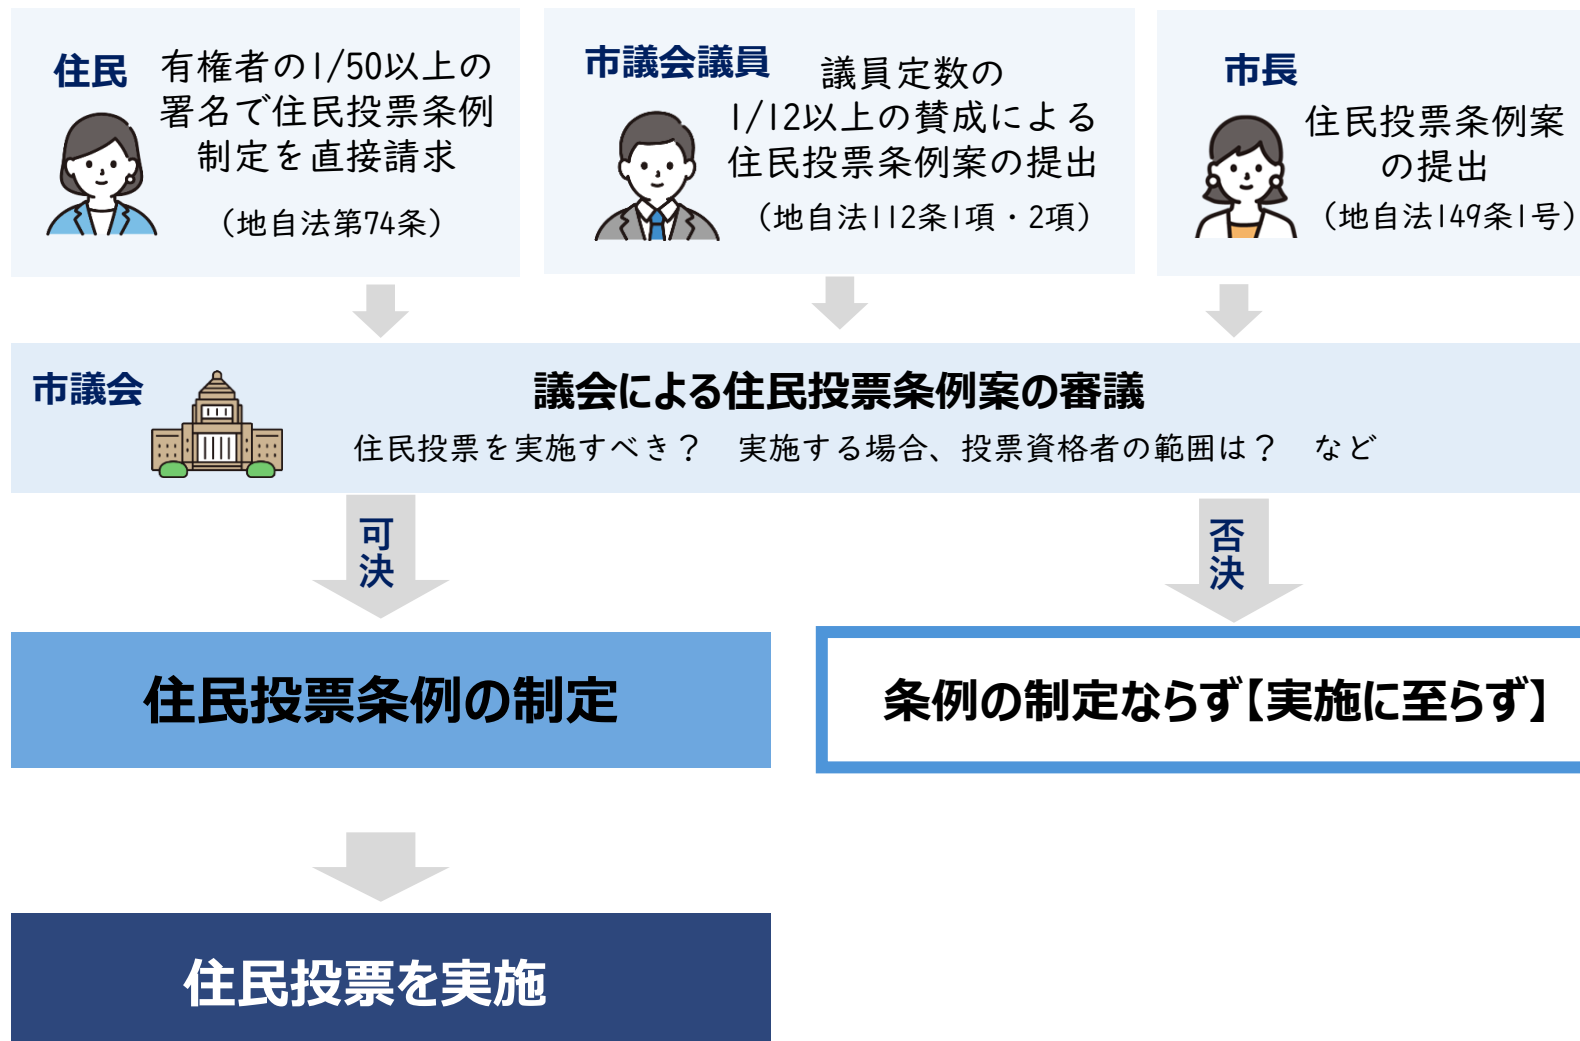 住民
有権者の1/50以上の
署名で住民投票条例
制定を直接請求
（地自法第74条）
市議会議員
議員定数の
1/12以上の賛成による
住民投票条例案の提出
（地自法112条1項・2項）
市長
住民投票条例案
の提出
（地自法149条1号）
市議会
議会による住民投票条例案の審議
住民投票を実施すべき？　実施する場合、投票資格者の範囲は？　など
可決
否決
住民投票条例の制定
条例の制定ならず【実施に至らず】
住民投票を実施